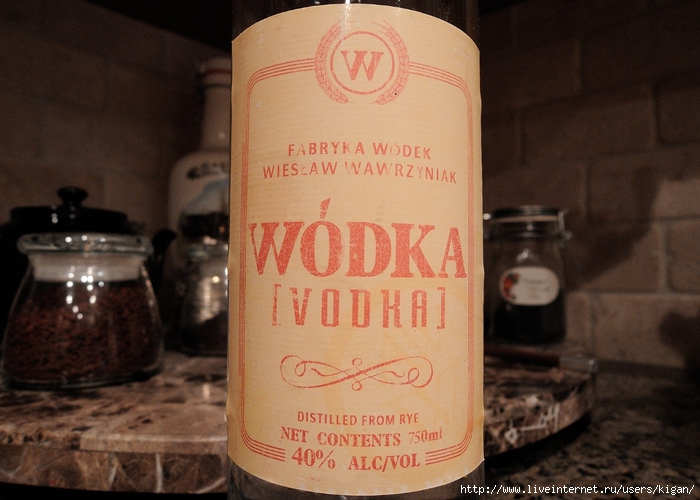 W
FABRYKA WÓDEK
WIESŁAW WAWRZYNIAK
WÓDKA
[VODKA]
DISTILLED FROM RYE
NET CONTENTS 750ml
40% ALC/VOL
http://www.liveinternet.ru/users/kigan/